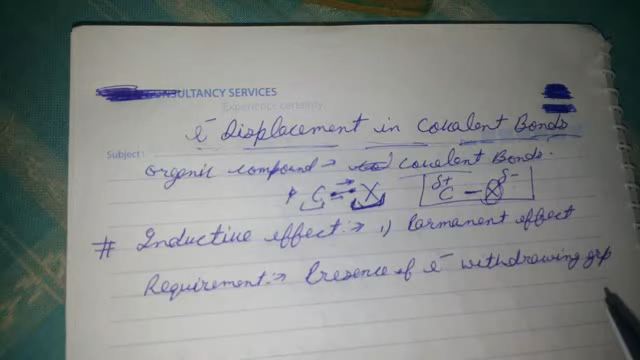 CONSULTANCY SERVICES
Experience certainty
e⁻ Displacement in Covalent Bonds
Subject:
organic compound → Covalent Bonds.
C ⇌ X δ+ C – X δ-
# Inductive effect :→ 1) Permanent effect
Requirement :→ Presence of e⁻ withdrawing grp